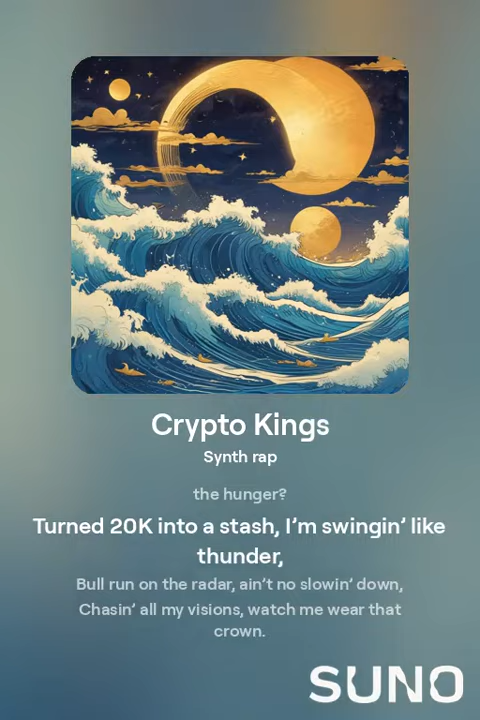 Crypto Kings
Synth rap
the hunger?
Turned 20K into a stash, I’m swingin’ like
thunder,
Bull run on the radar, ain’t no slowin’ down,
Chasin’ all my visions, watch me wear that
crown.
SUNO